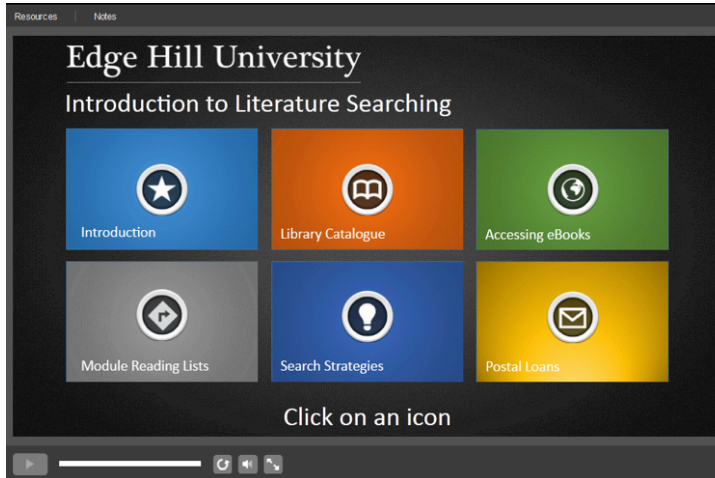 Resources | Notes
Edge Hill University
Introduction to Literature Searching
Introduction
Library Catalogue
Accessing eBooks
Module Reading Lists
Search Strategies
Postal Loans
Click on an icon